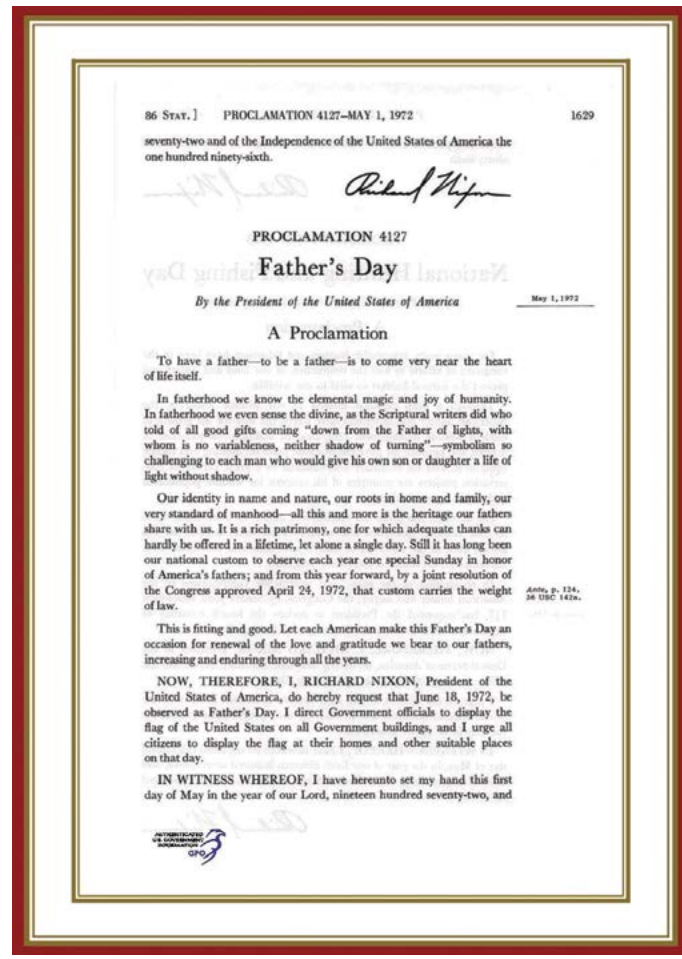 86 STAT.] PROCLAMATION 4127–MAY 1, 1972 1629
seventy-two and of the Independence of the United States of America the
one hundred ninety-sixth.
Richard Nixon
PROCLAMATION 4127
Father's Day
By the President of the United States of America
May 1, 1972
A Proclamation
To have a father—to be a father—is to come very near the heart
of life itself.
In fatherhood we know the elemental magic and joy of humanity.
In fatherhood we even sense the divine, as the Scriptural writers did who
told of all good gifts coming "down from the Father of lights, with
whom is no variableness, neither shadow of turning"—symbolism so
challenging to each man who would give his own son or daughter a life of
light without shadow.
Our identity in name and nature, our roots in home and family, our
very standard of manhood—all this and more is the heritage our fathers
share with us. It is a rich patrimony, one for which adequate thanks can
hardly be offered in a lifetime, let alone a single day. Still it has long been
our national custom to observe each year one special Sunday in honor
of America's fathers; and from this year forward, by a joint resolution of
the Congress approved April 24, 1972, that custom carries the weight
of law.
Ante, p. 124.
36 USC 142a.
This is fitting and good. Let each American make this Father's Day an
occasion for renewal of the love and gratitude we bear to our fathers,
increasing and enduring through all the years.
NOW, THEREFORE, I, RICHARD NIXON, President of the
United States of America, do hereby request that June 18, 1972, be
observed as Father's Day. I direct Government officials to display the
flag of the United States on all Government buildings, and I urge all
citizens to display the flag at their homes and other suitable places
on that day.
IN WITNESS WHEREOF, I have hereunto set my hand this first
day of May in the year of our Lord, nineteen hundred seventy-two, and
AUTHENTICATED
U.S. GOVERNMENT
INFORMATION
GPO